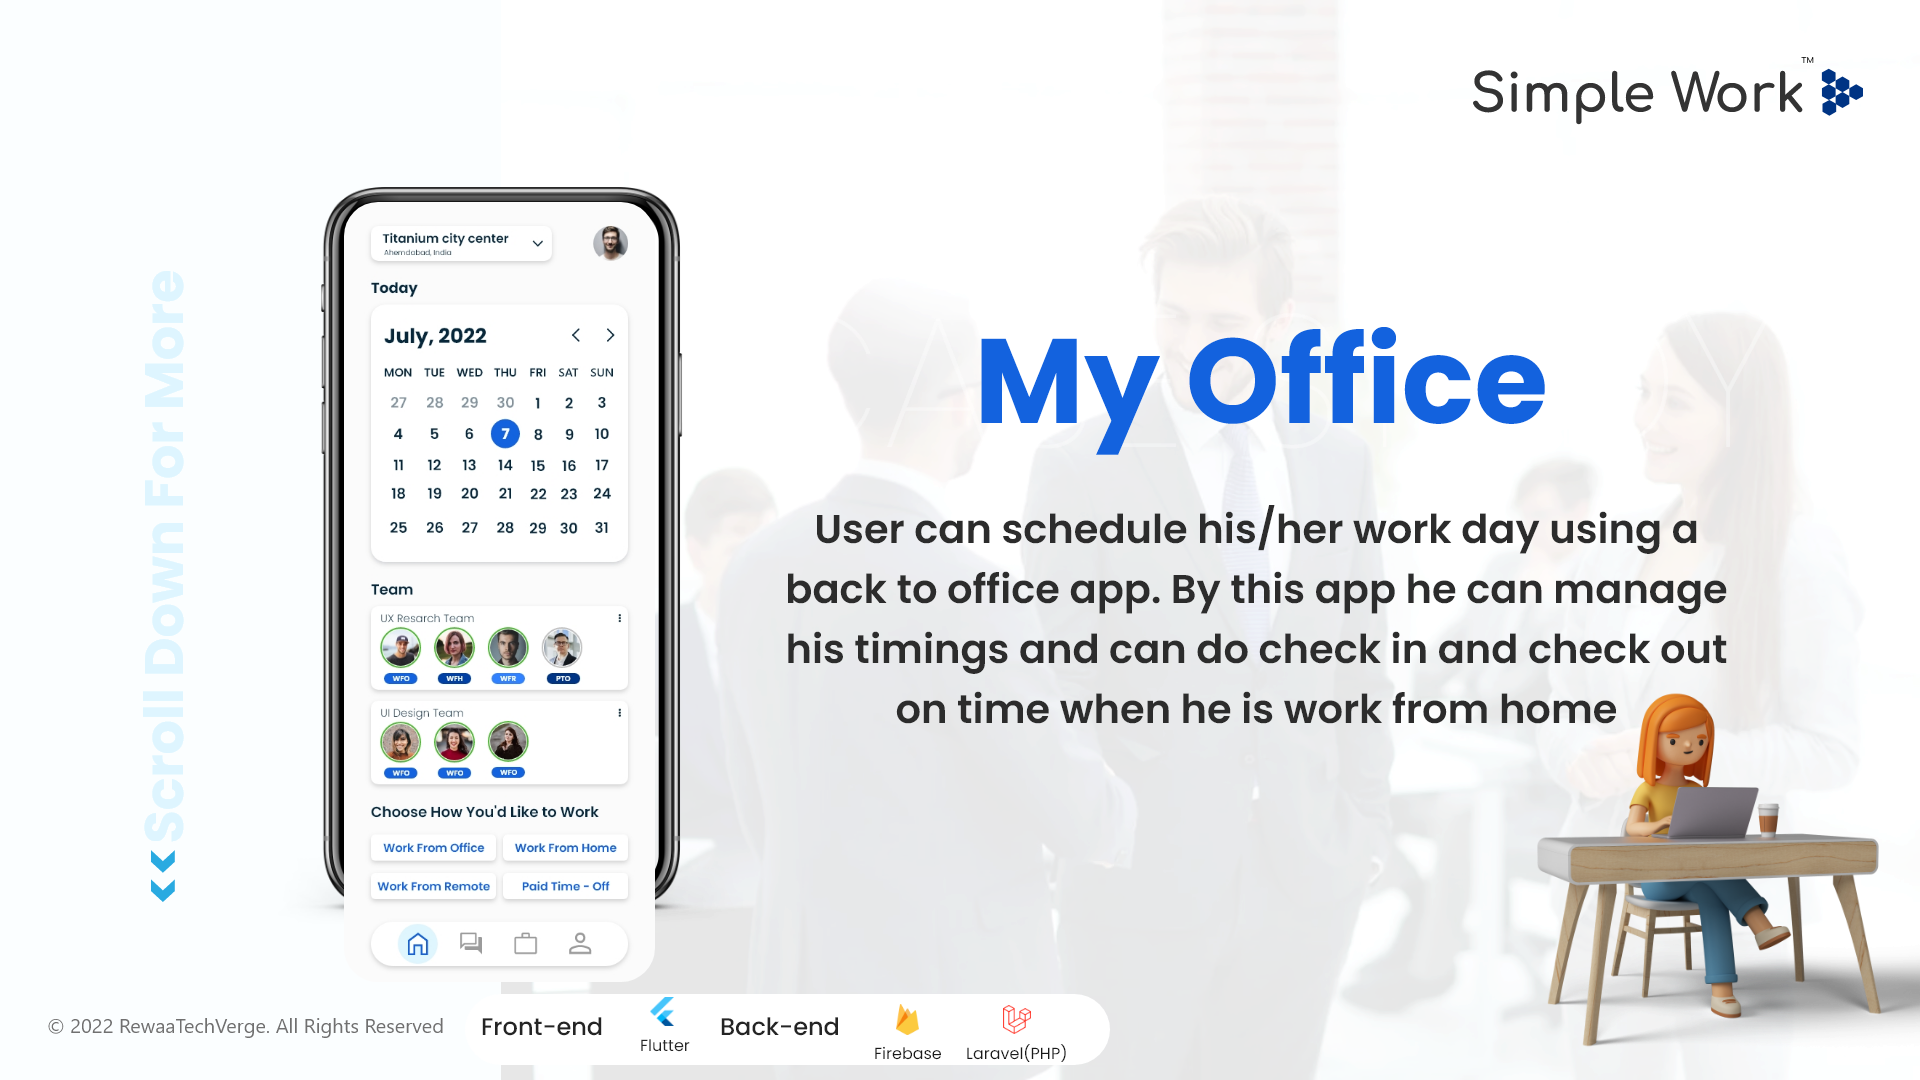 Simple Work™
Titanium city center
Ahemdabad, India
Today
July, 2022
MON TUE WED THU FRI SAT SUN
27 28 29 30 1 2 3
4 5 6 7 8 9 10
11 12 13 14 15 16 17
18 19 20 21 22 23 24
25 26 27 28 29 30 31
Team
UX Resarch Team
WFO WFH WFR PTO
UI Design Team
WFO WFO WFO
Choose How You'd Like to Work
Work From Office Work From Home
Work From Remote Paid Time - Off
Scroll Down For More
My Office
User can schedule his/her work day using a
back to office app. By this app he can manage
his timings and can do check in and check out
on time when he is work from home
© 2022 RewaaTechVerge. All Rights Reserved
Front-end
Flutter
Back-end
Firebase
Laravel(PHP)